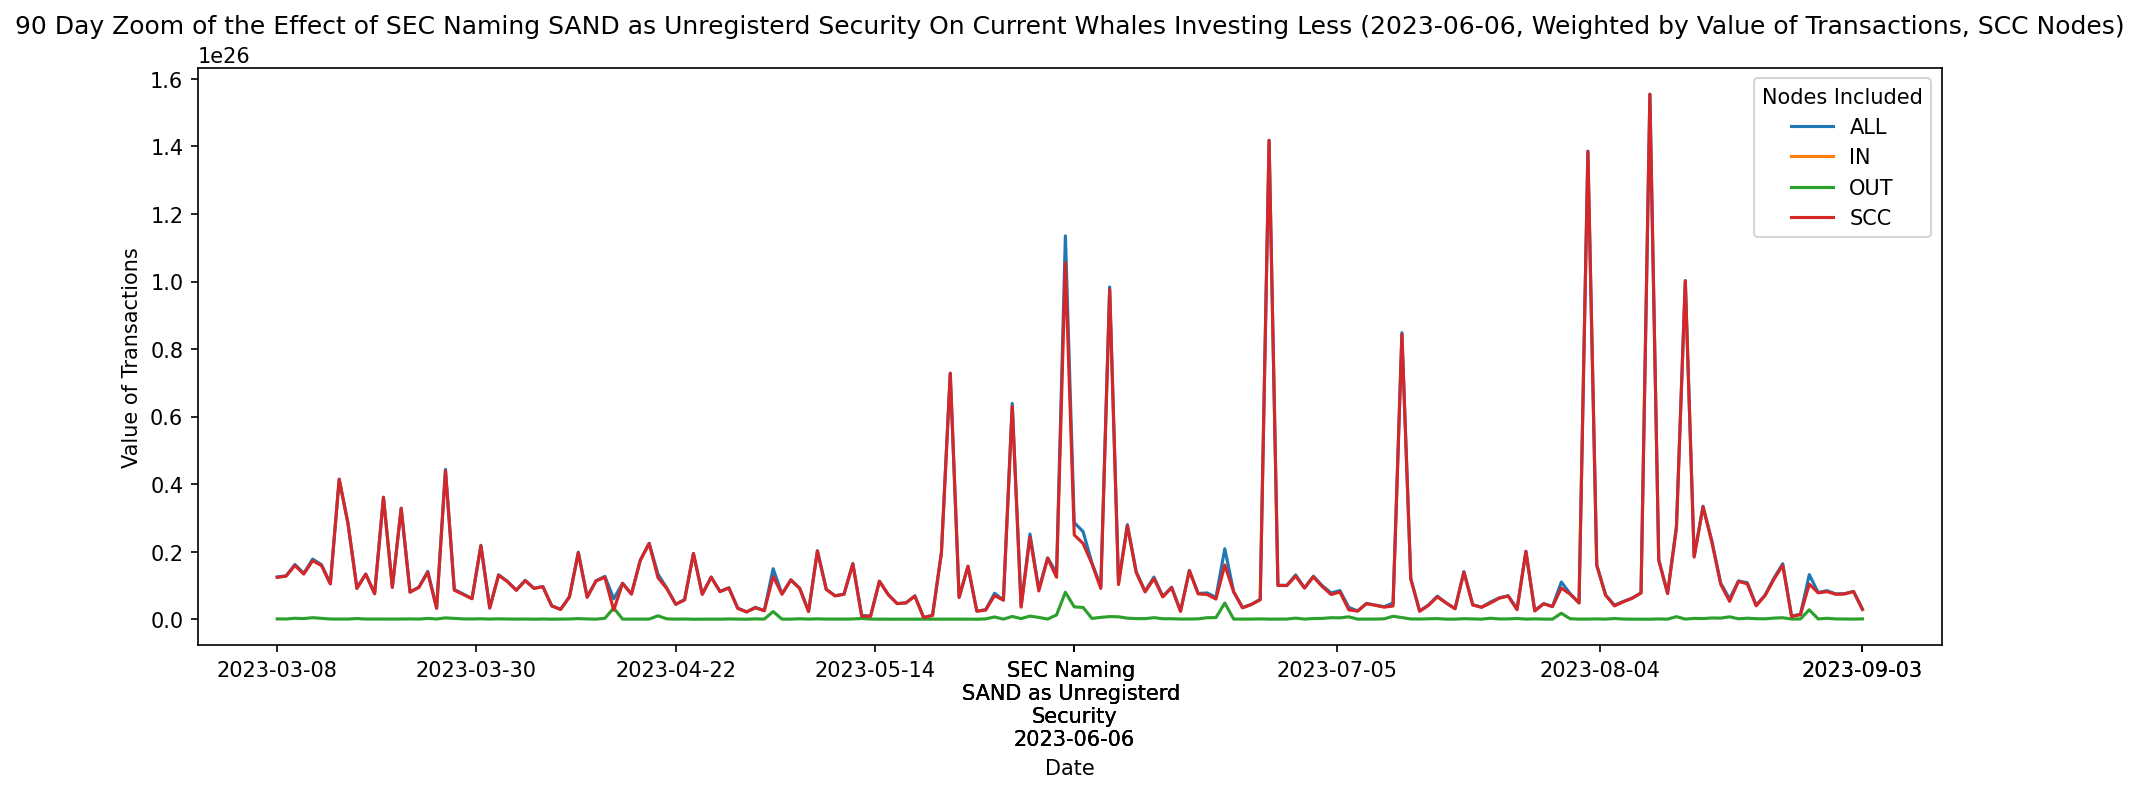 90 Day Zoom of the Effect of SEC Naming SAND as Unregisterd Security On Current Whales Investing Less (2023-06-06, Weighted by Value of Transactions, SCC Nodes)
1e26
1.6
1.4
1.2
1.0
0.8
0.6
0.4
0.2
0.0
Value of Transactions
Nodes Included
ALL
IN
OUT
SCC
2023-03-08
2023-03-30
2023-04-22
2023-05-14
SEC Naming
SAND as Unregisterd
Security
2023-06-06
2023-07-05
2023-08-04
2023-09-03
Date